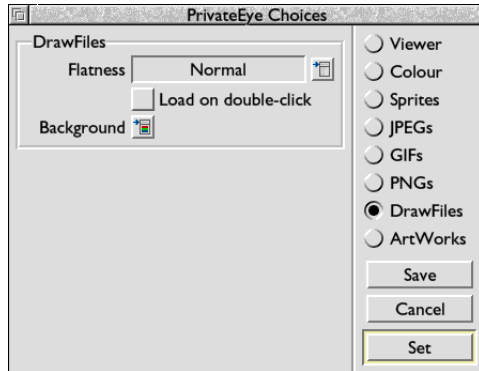 PrivateEye Choices
DrawFiles
Flatness Normal
Load on double-click
Background
Viewer
Colour
Sprites
JPEGs
GIFs
PNGs
DrawFiles
ArtWorks
Save
Cancel
Set